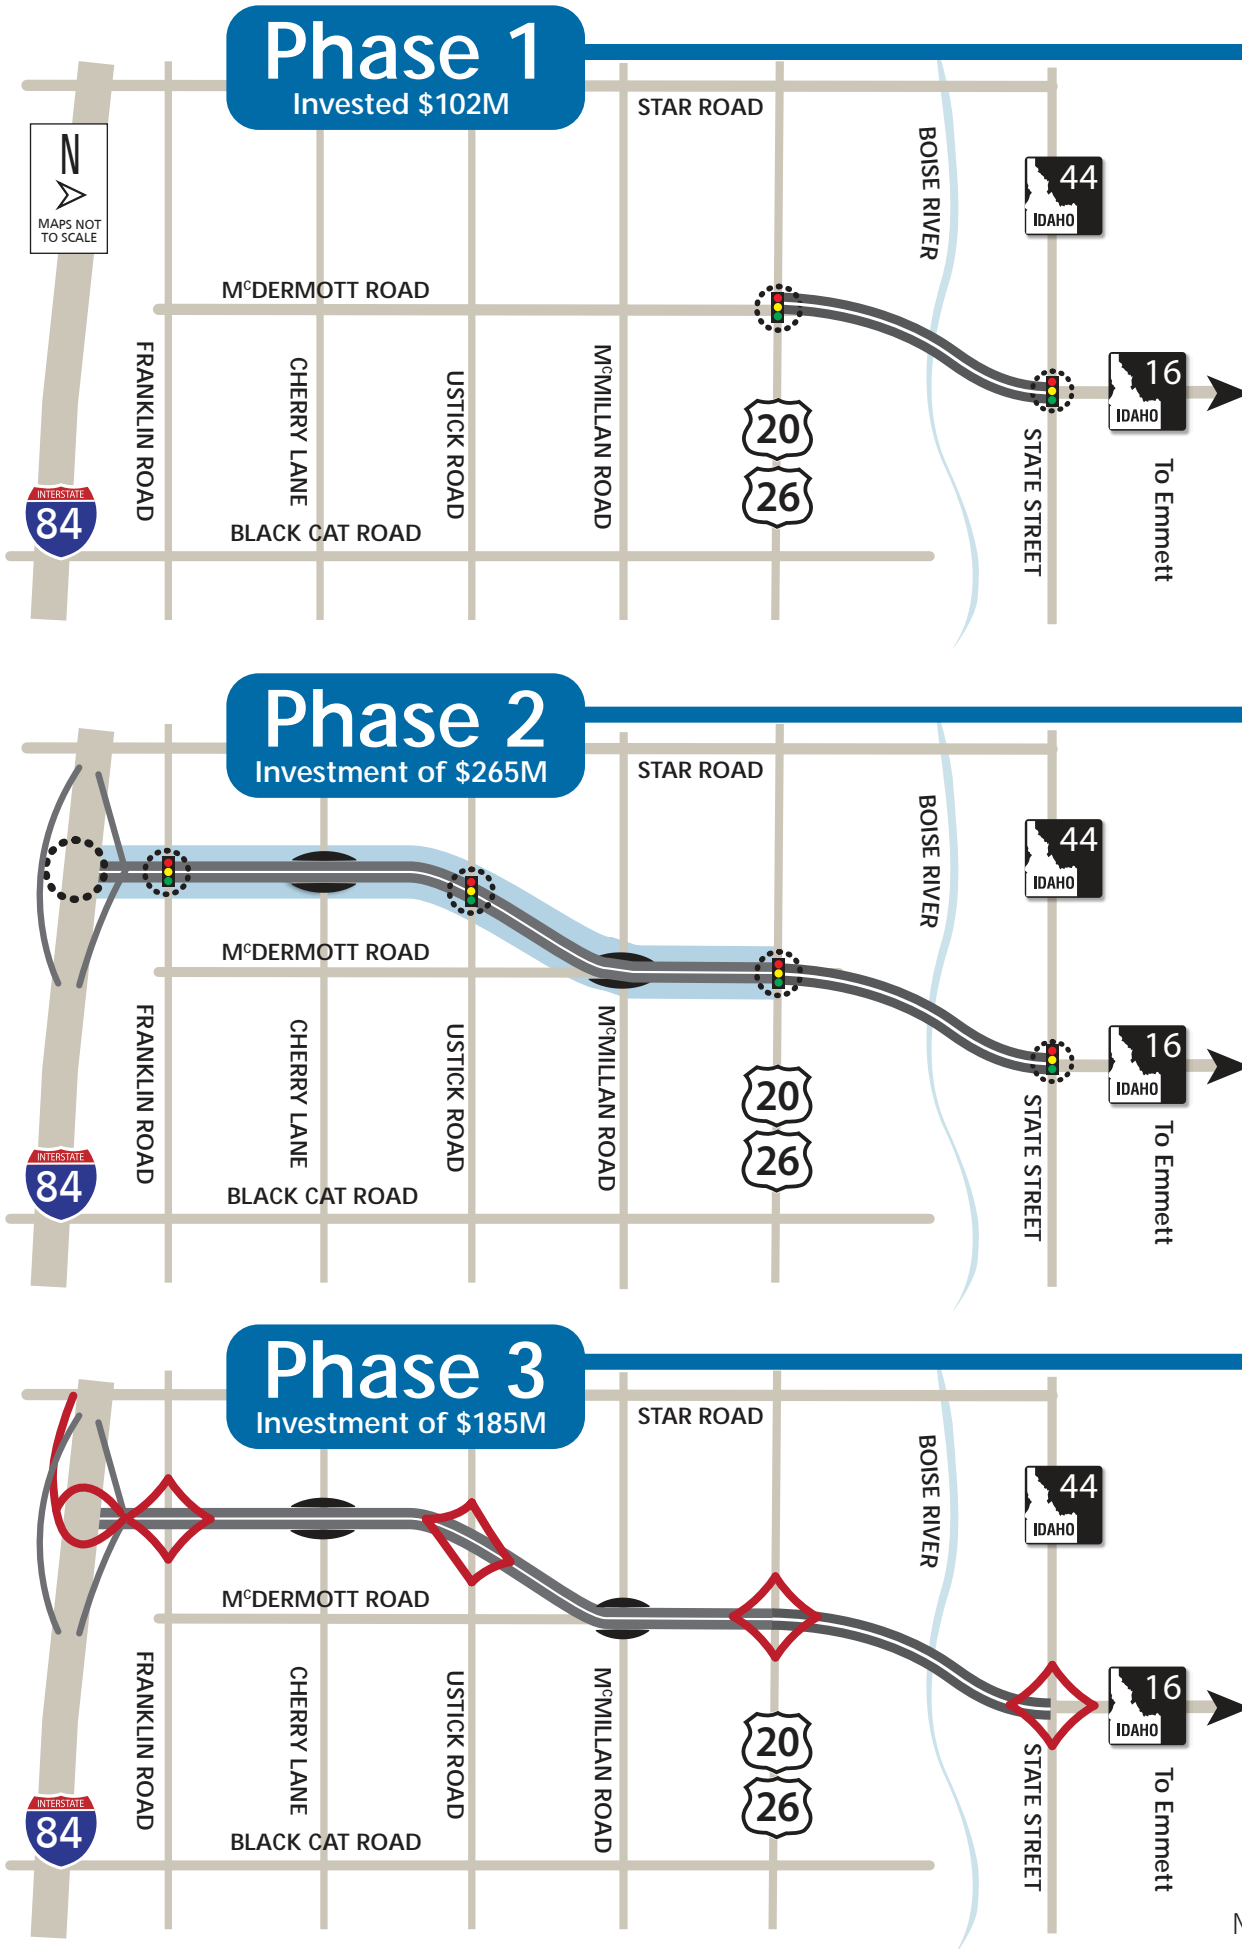 Phase 1
Invested $102M
STAR ROAD
N
MAPS NOT
TO SCALE
BOISE RIVER
44
IDAHO
McDERMOTT ROAD
FRANKLIN ROAD
CHERRY LANE
USTICK ROAD
McMILLAN ROAD
20
26
STATE STREET
16
IDAHO
To Emmett
INTERSTATE
84
BLACK CAT ROAD
Phase 2
Investment of $265M
STAR ROAD
BOISE RIVER
44
IDAHO
McDERMOTT ROAD
FRANKLIN ROAD
CHERRY LANE
USTICK ROAD
McMILLAN ROAD
20
26
STATE STREET
16
IDAHO
To Emmett
INTERSTATE
84
BLACK CAT ROAD
Phase 3
Investment of $185M
STAR ROAD
BOISE RIVER
44
IDAHO
McDERMOTT ROAD
FRANKLIN ROAD
CHERRY LANE
USTICK ROAD
McMILLAN ROAD
20
26
STATE STREET
16
IDAHO
To Emmett
INTERSTATE
84
BLACK CAT ROAD